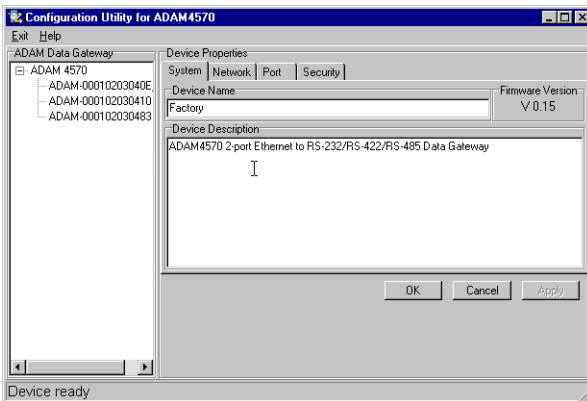 Configuration Utility for ADAM4570
Exit Help
ADAM Data Gateway
ADAM 4570
ADAM-00010203040E
ADAM-000102030410
ADAM-000102030483
Device Properties
System Network Port Security
Device Name
Factory
Firmware Version
V 0.15
Device Description
ADAM4570 2-port Ethernet to RS-232/RS-422/RS-485 Data Gateway
OK Cancel Apply
Device ready